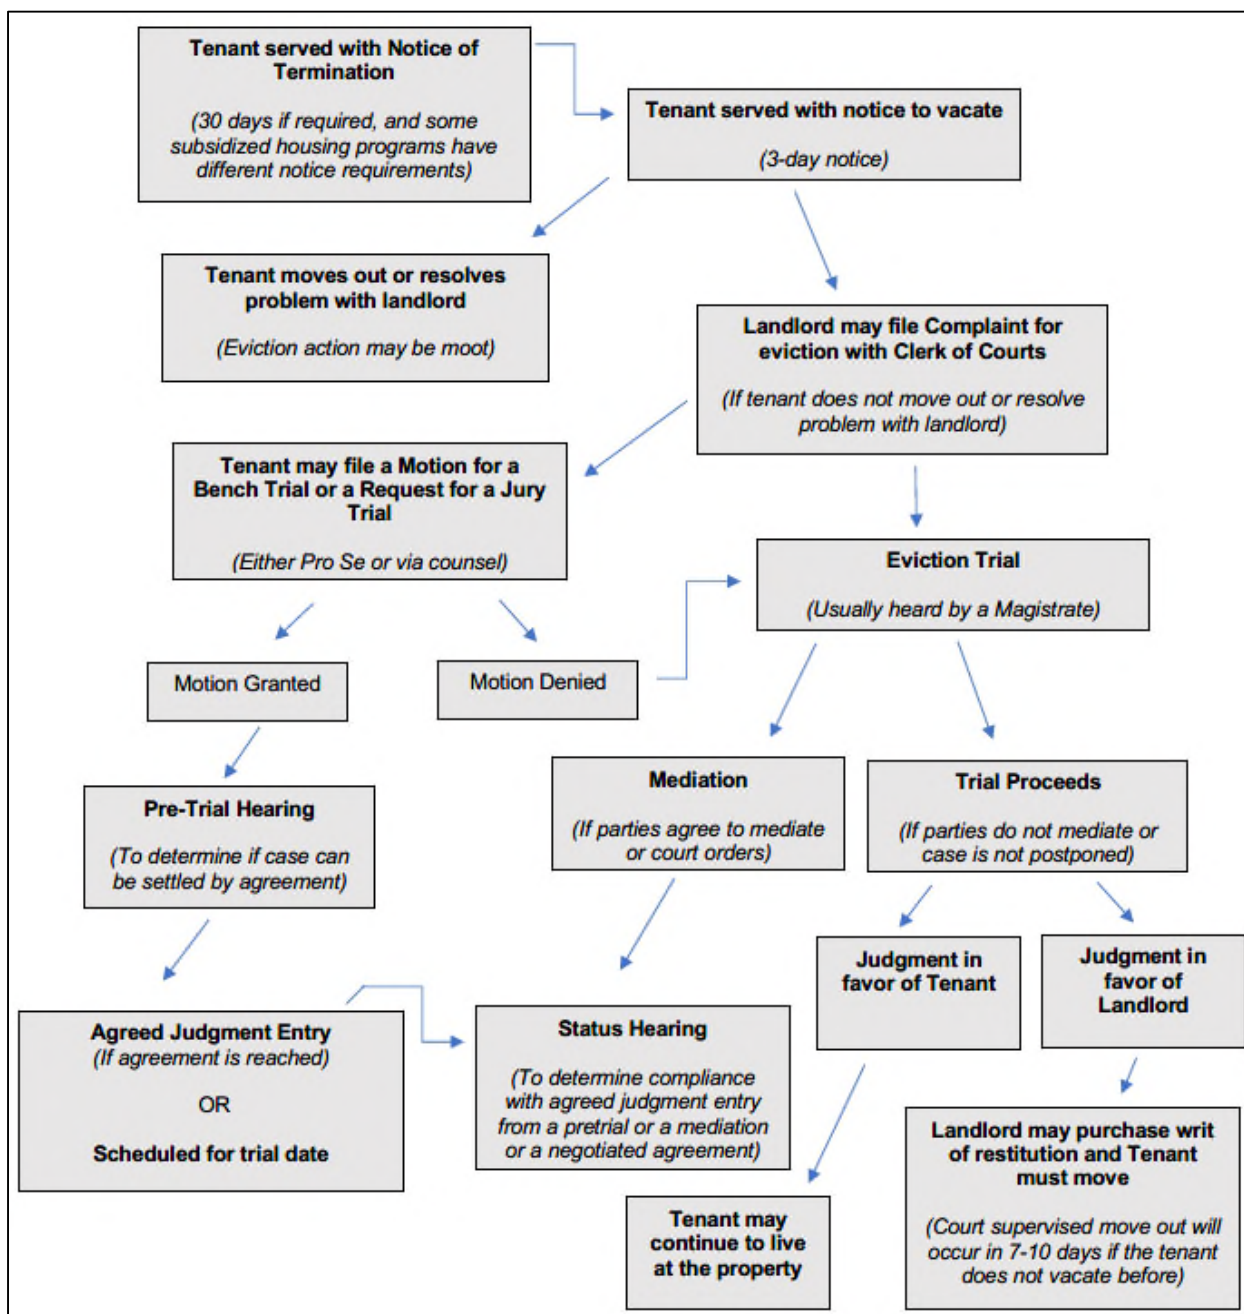 Tenant served with Notice of
Termination
(30 days if required, and some
subsidized housing programs have
different notice requirements)
Tenant served with notice to vacate
(3-day notice)
Tenant moves out or resolves
problem with landlord
(Eviction action may be moot)
Landlord may file Complaint for
eviction with Clerk of Courts
(If tenant does not move out or resolve
problem with landlord)
Tenant may file a Motion for a
Bench Trial or a Request for a Jury
Trial
(Either Pro Se or via counsel)
Eviction Trial
(Usually heard by a Magistrate)
Motion Granted
Motion Denied
Pre-Trial Hearing
(To determine if case can
be settled by agreement)
Mediation
(If parties agree to mediate
or court orders)
Trial Proceeds
(If parties do not mediate or
case is not postponed)
Agreed Judgment Entry
(If agreement is reached)
OR
Scheduled for trial date
Status Hearing
(To determine compliance
with agreed judgment entry
from a pretrial or a mediation
or a negotiated agreement)
Judgment in
favor of Tenant
Judgment in
favor of
Landlord
Tenant may
continue to live
at the property
Landlord may purchase writ
of restitution and Tenant
must move
(Court supervised move out will
occur in 7-10 days if the tenant
does not vacate before)